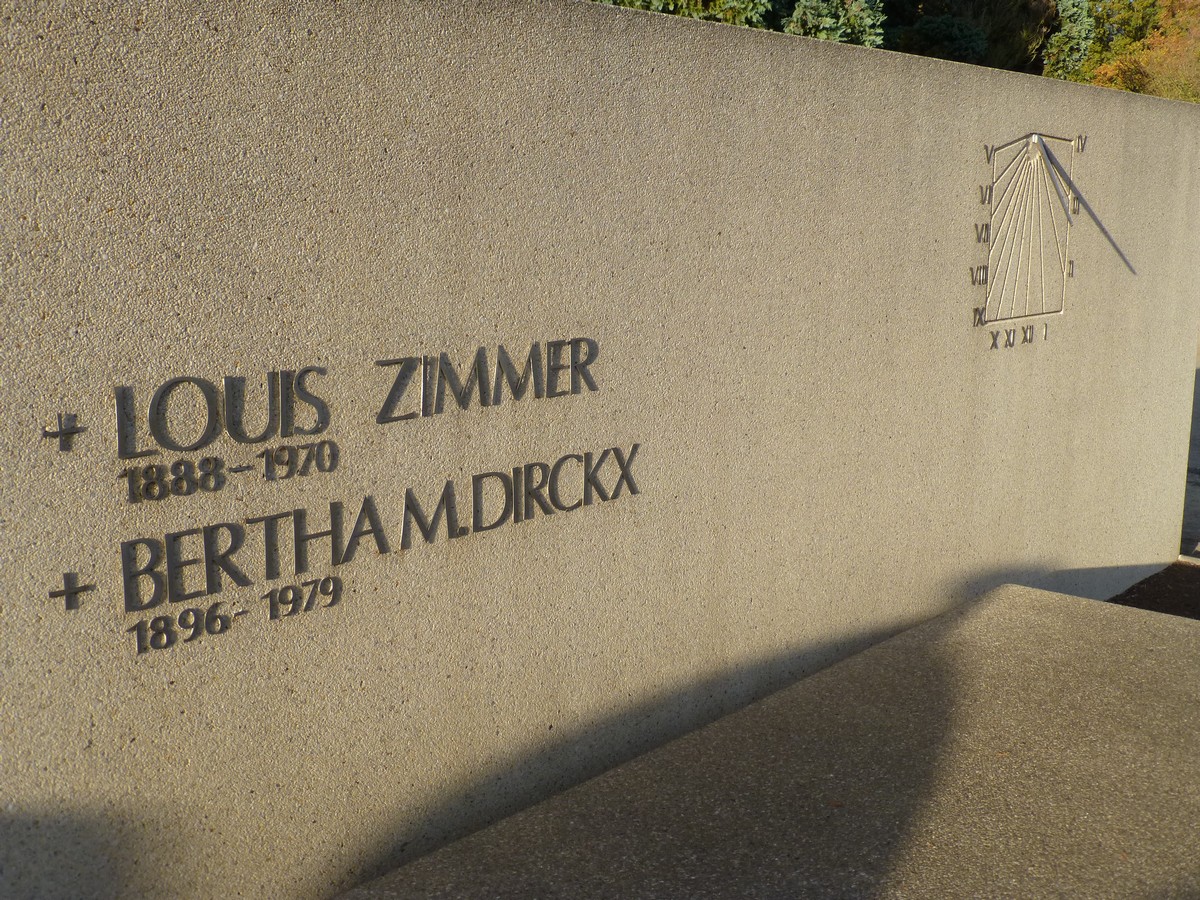 + LOUIS ZIMMER
1888-1970
+ BERTHA M. DIRCKX
1896-1979
V IV
VI III
VII
VIII II
IX
X XI XII I